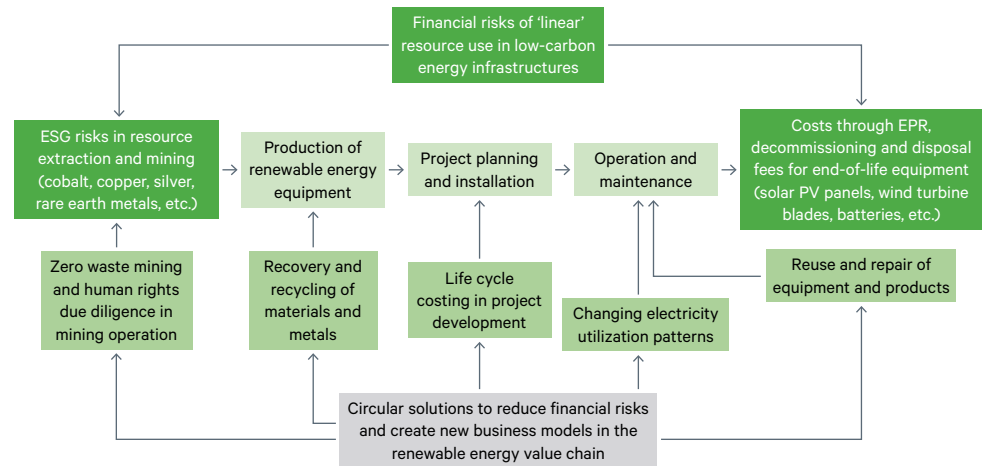 Financial risks of ‘linear’
resource use in low-carbon
energy infrastructures
ESG risks in resource
extraction and mining
(cobalt, copper, silver,
rare earth metals, etc.)
Production of
renewable energy
equipment
Project planning
and installation
Operation and
maintenance
Costs through EPR,
decommissioning and disposal
fees for end-of-life equipment
(solar PV panels, wind turbine
blades, batteries, etc.)
Zero waste mining
and human rights
due diligence in
mining operation
Recovery and
recycling of
materials and
metals
Life cycle
costing in project
development
Changing electricity
utilization patterns
Reuse and repair of
equipment and products
Circular solutions to reduce financial risks
and create new business models in the
renewable energy value chain